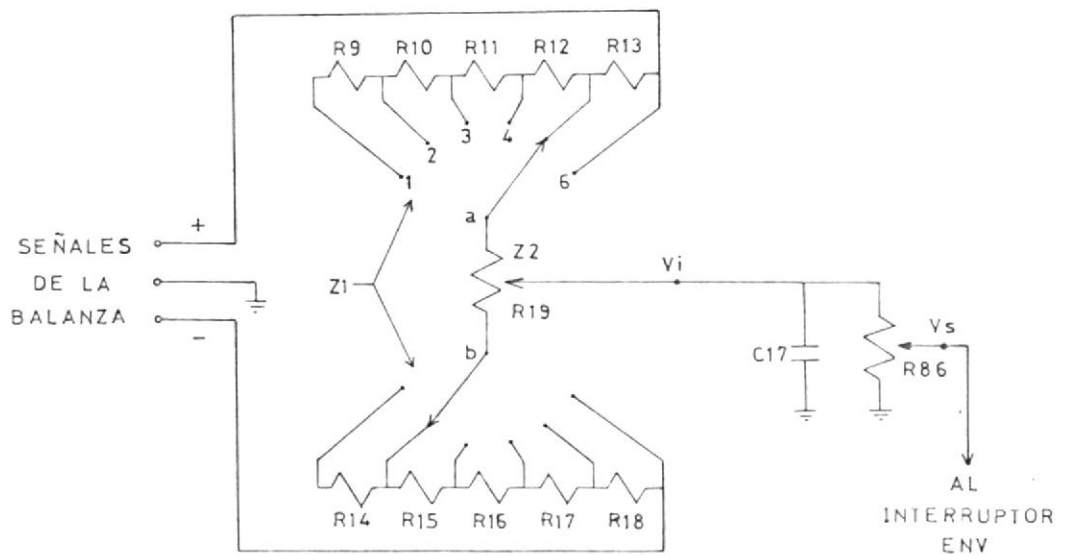 R9 R10 R11 R12 R13
3 4
2
1 6
a
+
SEÑALES
DE LA
BALANZA
-
Z1
Z2
R19
Vi
b
C17
Vs
R86
R14 R15 R16 R17 R18
AL
INTERRUPTOR
ENV